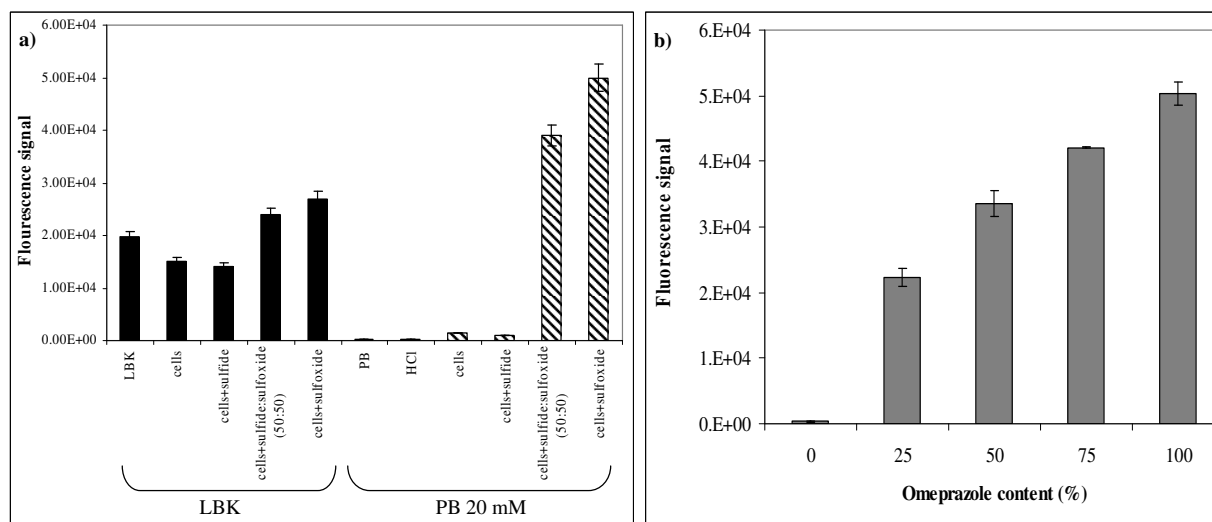 a)
Flourescence signal
6.00E+04
5.00E+04
4.00E+04
3.00E+04
2.00E+04
1.00E+04
0.00E+00
LBK
cells
cells+sulfide
cells+sulfide:sulfoxide
(50:50)
cells+sulfoxide
PB
HCl
cells
cells+sulfide
cells+sulfide:sulfoxide
(50:50)
cells+sulfoxide
LBK
PB 20 mM
b)
Fluorescence signal
6.E+04
5.E+04
4.E+04
3.E+04
2.E+04
1.E+04
0.E+00
0
25
50
75
100
Omeprazole content (%)